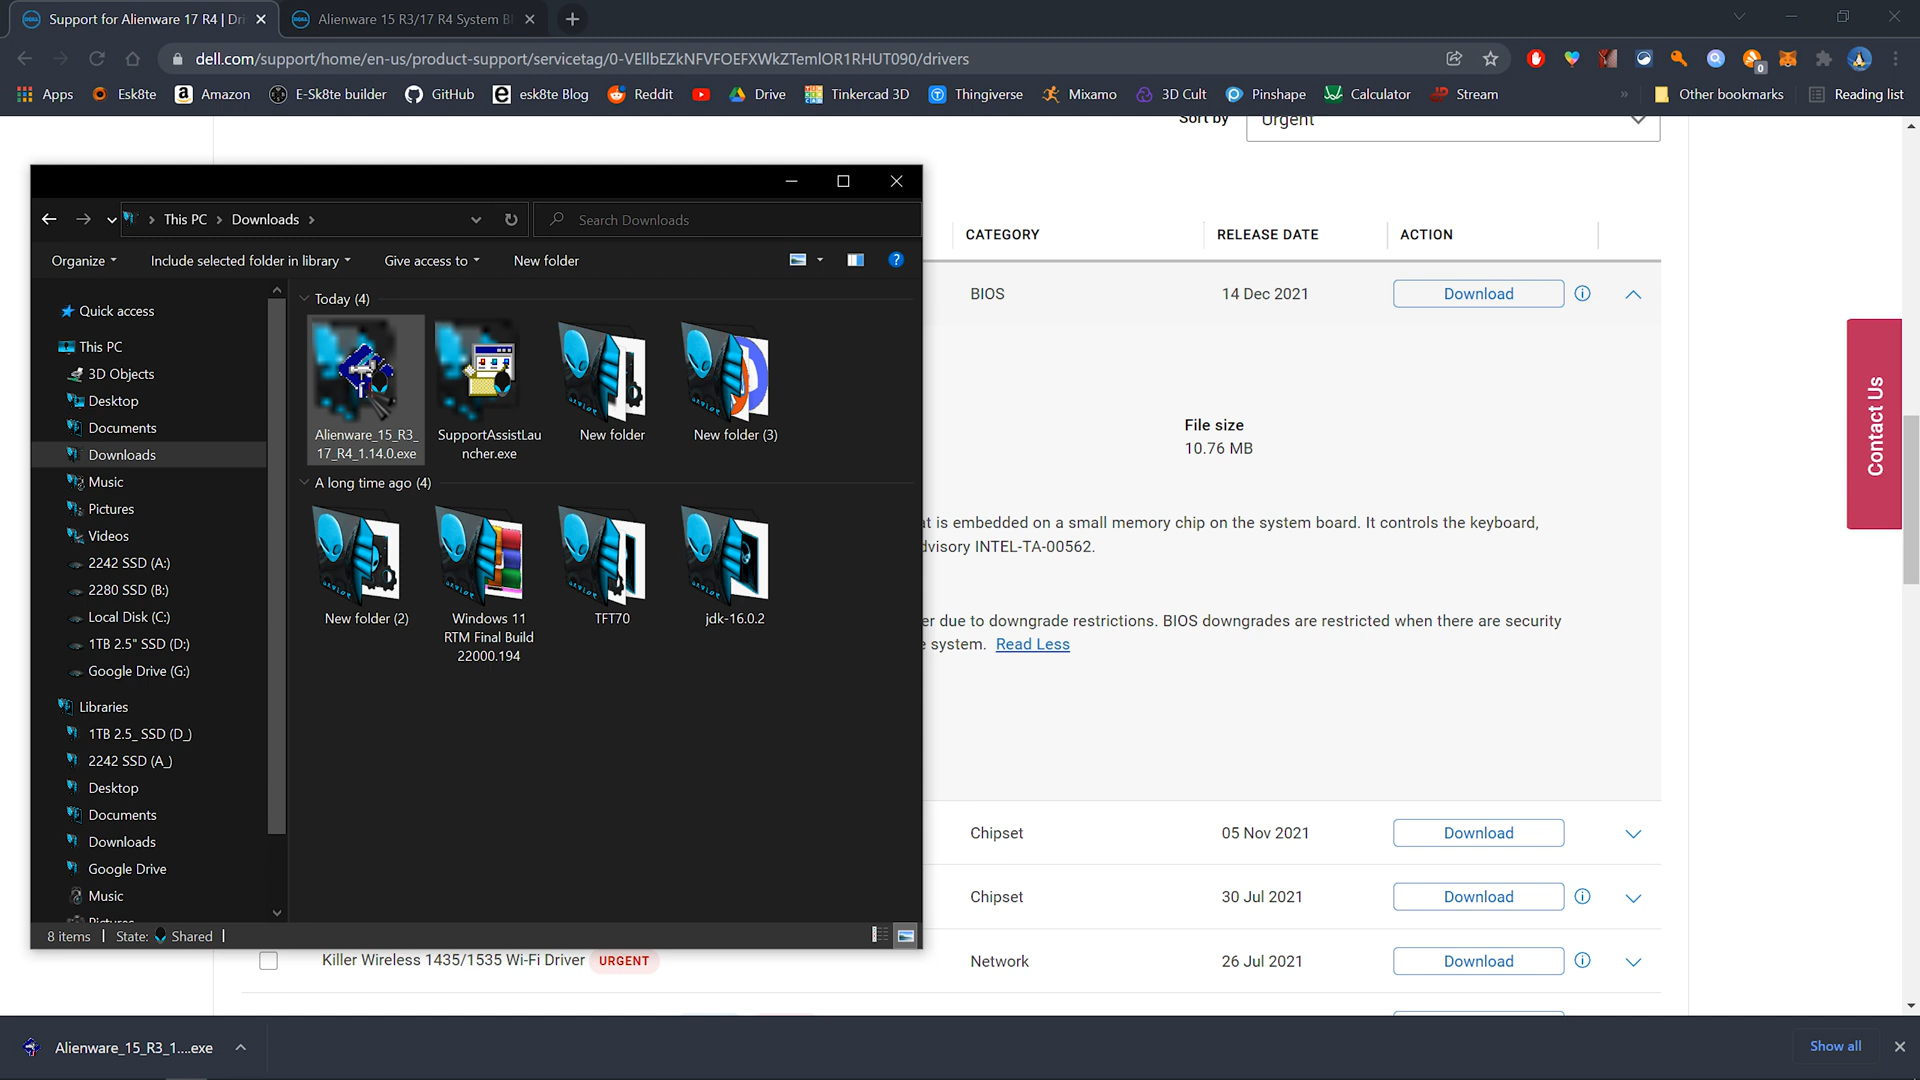 Support for Alienware 17 R4 | Dri
Alienware 15 R3/17 R4 System BI
dell.com/support/home/en-us/product-support/servicetag/0-VEllbEZkNFVFOEFXWkZTemlOR1RHUT090/drivers
0
Apps Esk8te Amazon E-Sk8te builder GitHub esk8te Blog Reddit Drive Tinkercad 3D Thingiverse Mixamo 3D Cult Pinshape Calculator Stream » Other bookmarks Reading list
Sort by Urgent
This PC Downloads Search Downloads
CATEGORY RELEASE DATE ACTION
Organize Include selected folder in library Give access to New folder
BIOS 14 Dec 2021 Download
Today (4)
Alienware_15_R3_
17_R4_1.14.0.exe
SupportAssistLau
ncher.exe
New folder
New folder (3)
A long time ago (4)
New folder (2)
Windows 11
RTM Final Build
22000.194
TFT70
jdk-16.0.2
Quick access
This PC
3D Objects
Desktop
Documents
Downloads
Music
Pictures
Videos
2242 SSD (A:)
2280 SSD (B:)
Local Disk (C:)
1TB 2.5" SSD (D:)
Google Drive (G:)
Libraries
1TB 2.5_ SSD (D_)
2242 SSD (A_)
Desktop
Documents
Downloads
Google Drive
Music
Pictures
8 items State: Shared
File size
10.76 MB
at is embedded on a small memory chip on the system board. It controls the keyboard,
dvisory INTEL-TA-00562.
er due to downgrade restrictions. BIOS downgrades are restricted when there are security
e system. Read Less
Contact Us
Chipset 05 Nov 2021 Download
Chipset 30 Jul 2021 Download
Killer Wireless 1435/1535 Wi-Fi Driver URGENT Network 26 Jul 2021 Download
Alienware_15_R3_1....exe
Show all